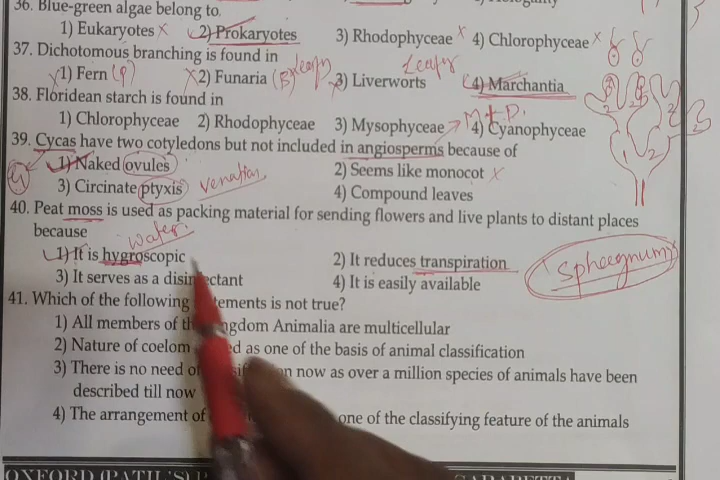 36. Blue-green algae belong to
1) Eukaryotes x 2) Prokaryotes 3) Rhodophyceae x 4) Chlorophyceae x
37. Dichotomous branching is found in
1) Fern (P) x 2) Funaria (B) Leafy 3) Liverworts Leafy 4) Marchantia
38. Floridean starch is found in
1) Chlorophyceae 2) Rhodophyceae 3) Mysophyceae 4) Cyanophyceae
39. Cycas have two cotyledons but not included in angiosperms because of
1) Naked ovules 2) Seems like monocot x
3) Circinate ptyxis venation 4) Compound leaves
40. Peat moss is used as packing material for sending flowers and live plants to distant places
because
water.
1) It is hygroscopic 2) It reduces transpiration
Spheegnum
3) It serves as a disinfectant 4) It is easily available
41. Which of the following statements is not true?
1) All members of the kingdom Animalia are multicellular
2) Nature of coelom as one of the basis of animal classification
3) There is no need of now as over a million species of animals have been
described till now
4) The arrangement of one of the classifying feature of the animals
OXFORD (PATIL'S)